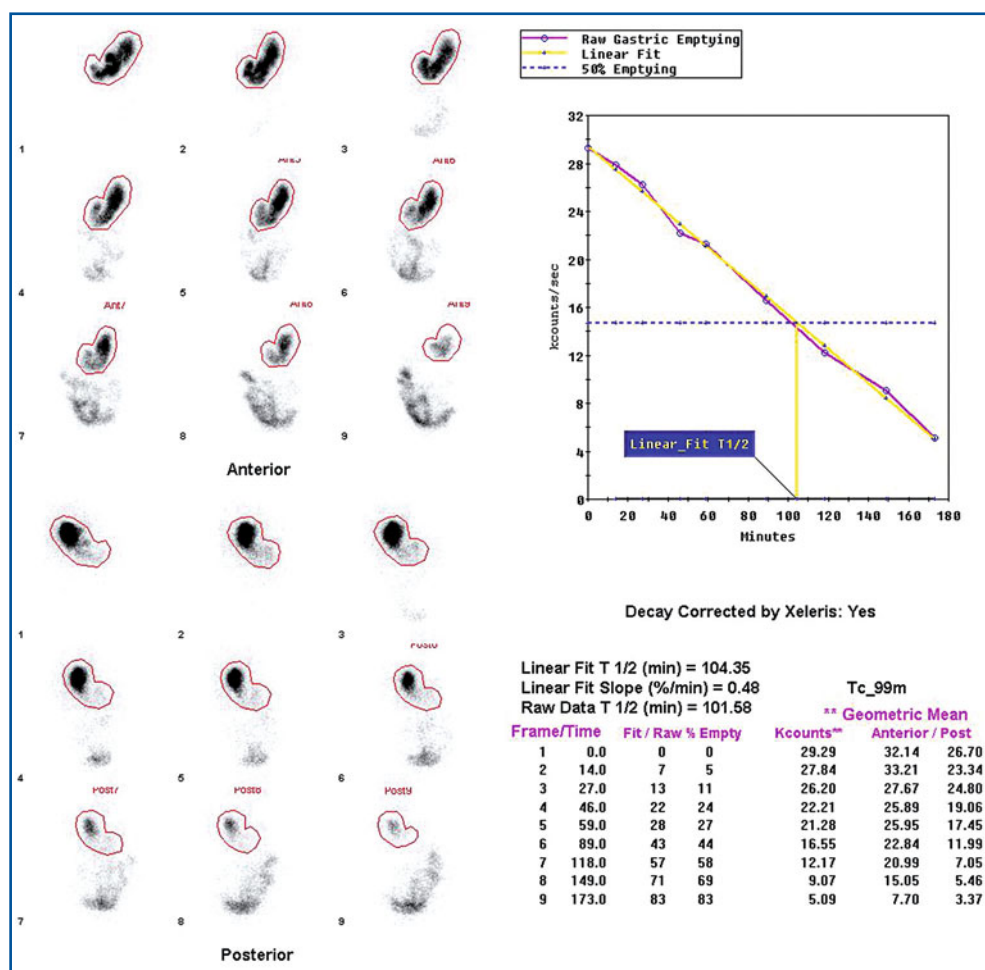 1
2
3
Ant5
Ant6
4
5
6
Ant7
Ant8
Ant9
7
8
9
Anterior
1
2
3
Post6
4
5
6
Post7
Post8
Post9
7
8
9
Posterior
Raw Gastric Emptying
Linear Fit
50% Emptying
32
28
24
20
16
12
8
4
0
kcounts/sec
Linear_Fit T1/2
0 20 40 60 80 100 120 140 160 180
Minutes
Decay Corrected by Xeleris: Yes
Linear Fit T 1/2 (min) = 104.35
Linear Fit Slope (%/min) = 0.48 Tc_99m
Raw Data T 1/2 (min) = 101.58 ** Geometric Mean
Frame/Time Fit / Raw % Empty Kcounts** Anterior / Post
1 0.0 0 0 29.29 32.14 26.70
2 14.0 7 5 27.84 33.21 23.34
3 27.0 13 11 26.20 27.67 24.80
4 46.0 22 24 22.21 25.89 19.06
5 59.0 28 27 21.28 25.95 17.45
6 89.0 43 44 16.55 22.84 11.99
7 118.0 57 58 12.17 20.99 7.05
8 149.0 71 69 9.07 15.05 5.46
9 173.0 83 83 5.09 7.70 3.37